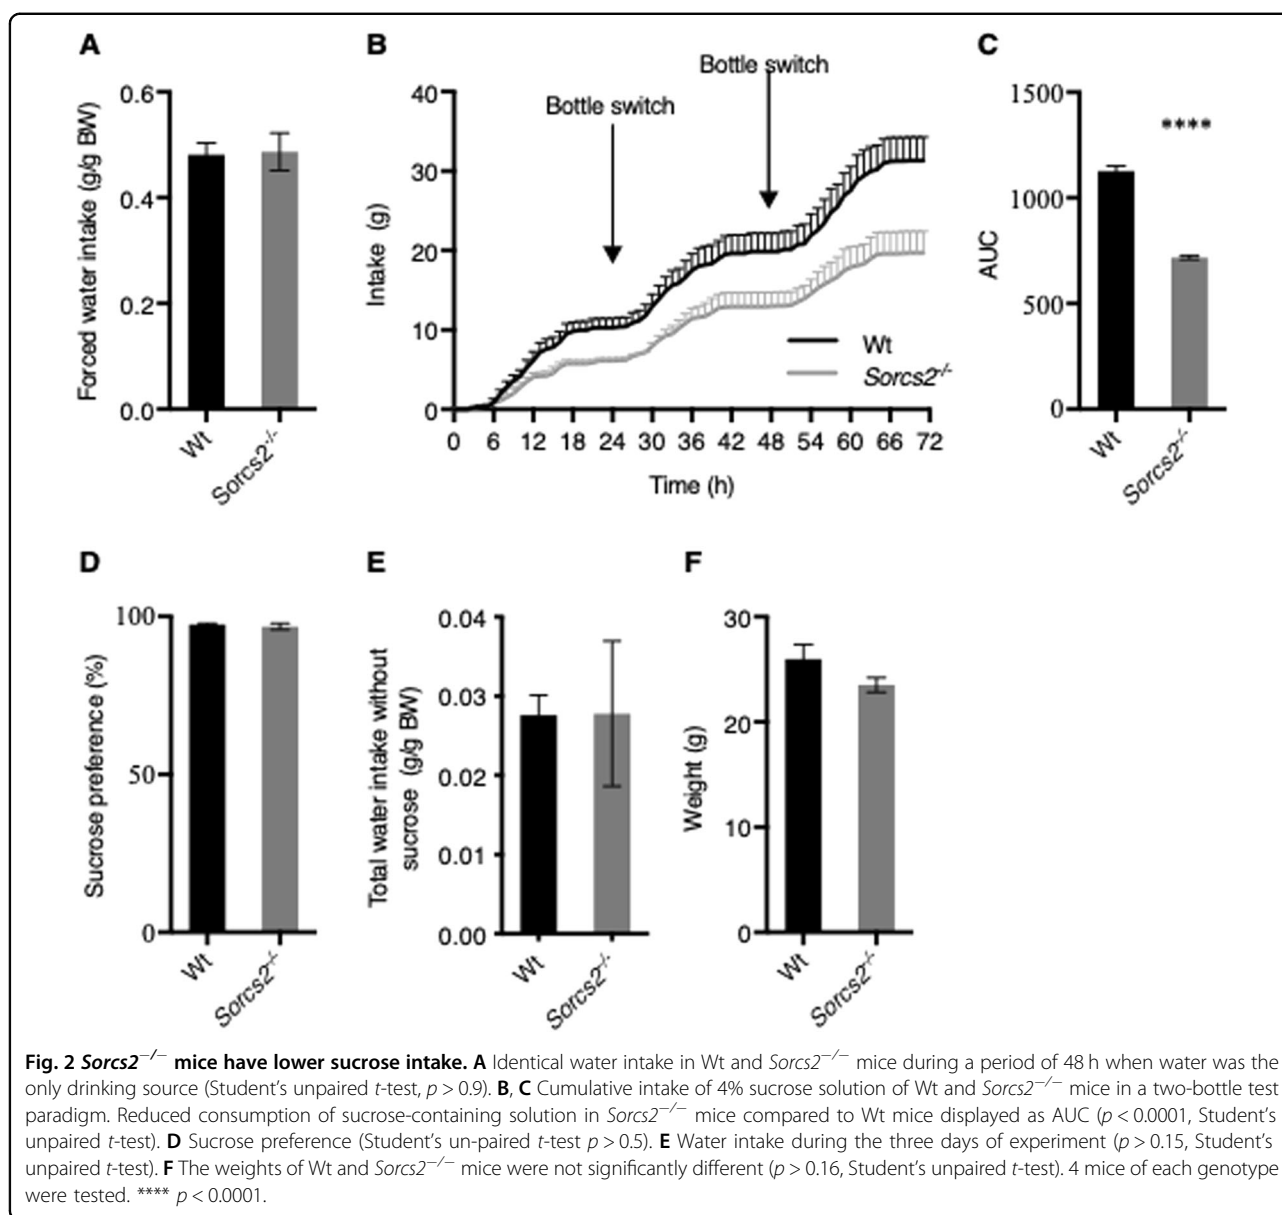 A
Forced water intake (g/g BW)
0.6
0.4
0.2
0.0
Wt
Sorcs2-/-
B
Bottle switch
Bottle switch
Intake (g)
40
30
20
10
0
Wt
Sorcs2-/-
0 6 12 18 24 30 36 42 48 54 60 66 72
Time (h)
C
AUC
1500
1000
500
0
****
Wt
Sorcs2-/-
D
Sucrose preference (%)
100
50
0
Wt
Sorcs2-/-
E
Total water intake without
sucrose (g/g BW)
0.04
0.03
0.02
0.01
0.00
Wt
Sorcs2-/-
F
Weight (g)
30
20
10
0
Wt
Sorcs2-/-
Fig. 2 Sorcs2−/− mice have lower sucrose intake. A Identical water intake in Wt and Sorcs2−/− mice during a period of 48 h when water was the
only drinking source (Student's unpaired t-test, p > 0.9). B, C Cumulative intake of 4% sucrose solution of Wt and Sorcs2−/− mice in a two-bottle test
paradigm. Reduced consumption of sucrose-containing solution in Sorcs2−/− mice compared to Wt mice displayed as AUC (p < 0.0001, Student's
unpaired t-test). D Sucrose preference (Student's un-paired t-test p > 0.5). E Water intake during the three days of experiment (p > 0.15, Student's
unpaired t-test). F The weights of Wt and Sorcs2−/− mice were not significantly different (p > 0.16, Student's unpaired t-test). 4 mice of each genotype
were tested. **** p < 0.0001.